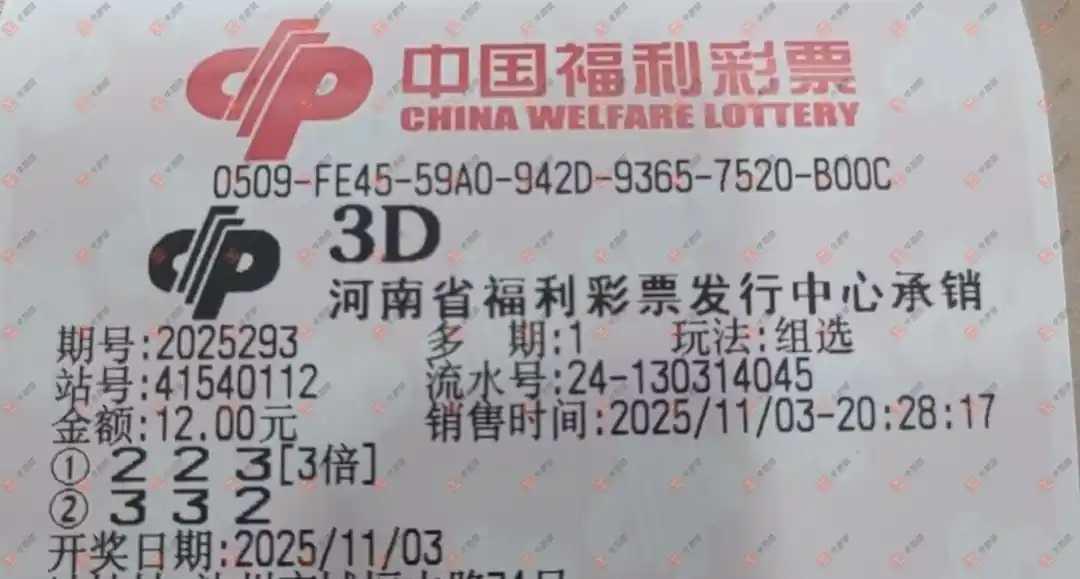 中国福利彩票
CHINA WELFARE LOTTERY
0509-FE45-59A0-942D-9365-7520-B00C
3D
河南省福利彩票发行中心承销
期号:2025293 多 期:1 玩法:组选
站号:41540112 流水号:24-130314045
金额:12.00元 销售时间:2025/11/03-20:28:17
① 2 2 3[3倍]
② 3 3 2
开奖日期:2025/11/03